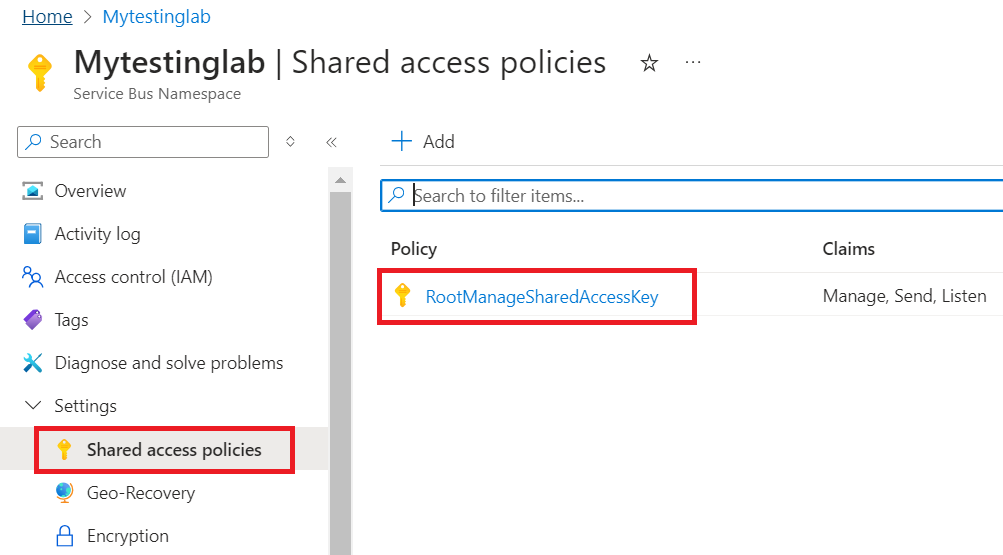 Home > Mytestinglab
Mytestinglab | Shared access policies
Service Bus Namespace
Search
Add
Search to filter items...
Overview
Activity log
Access control (IAM)
Tags
Diagnose and solve problems
Settings
Shared access policies
Geo-Recovery
Encryption
Policy Claims
RootManageSharedAccessKey Manage, Send, Listen